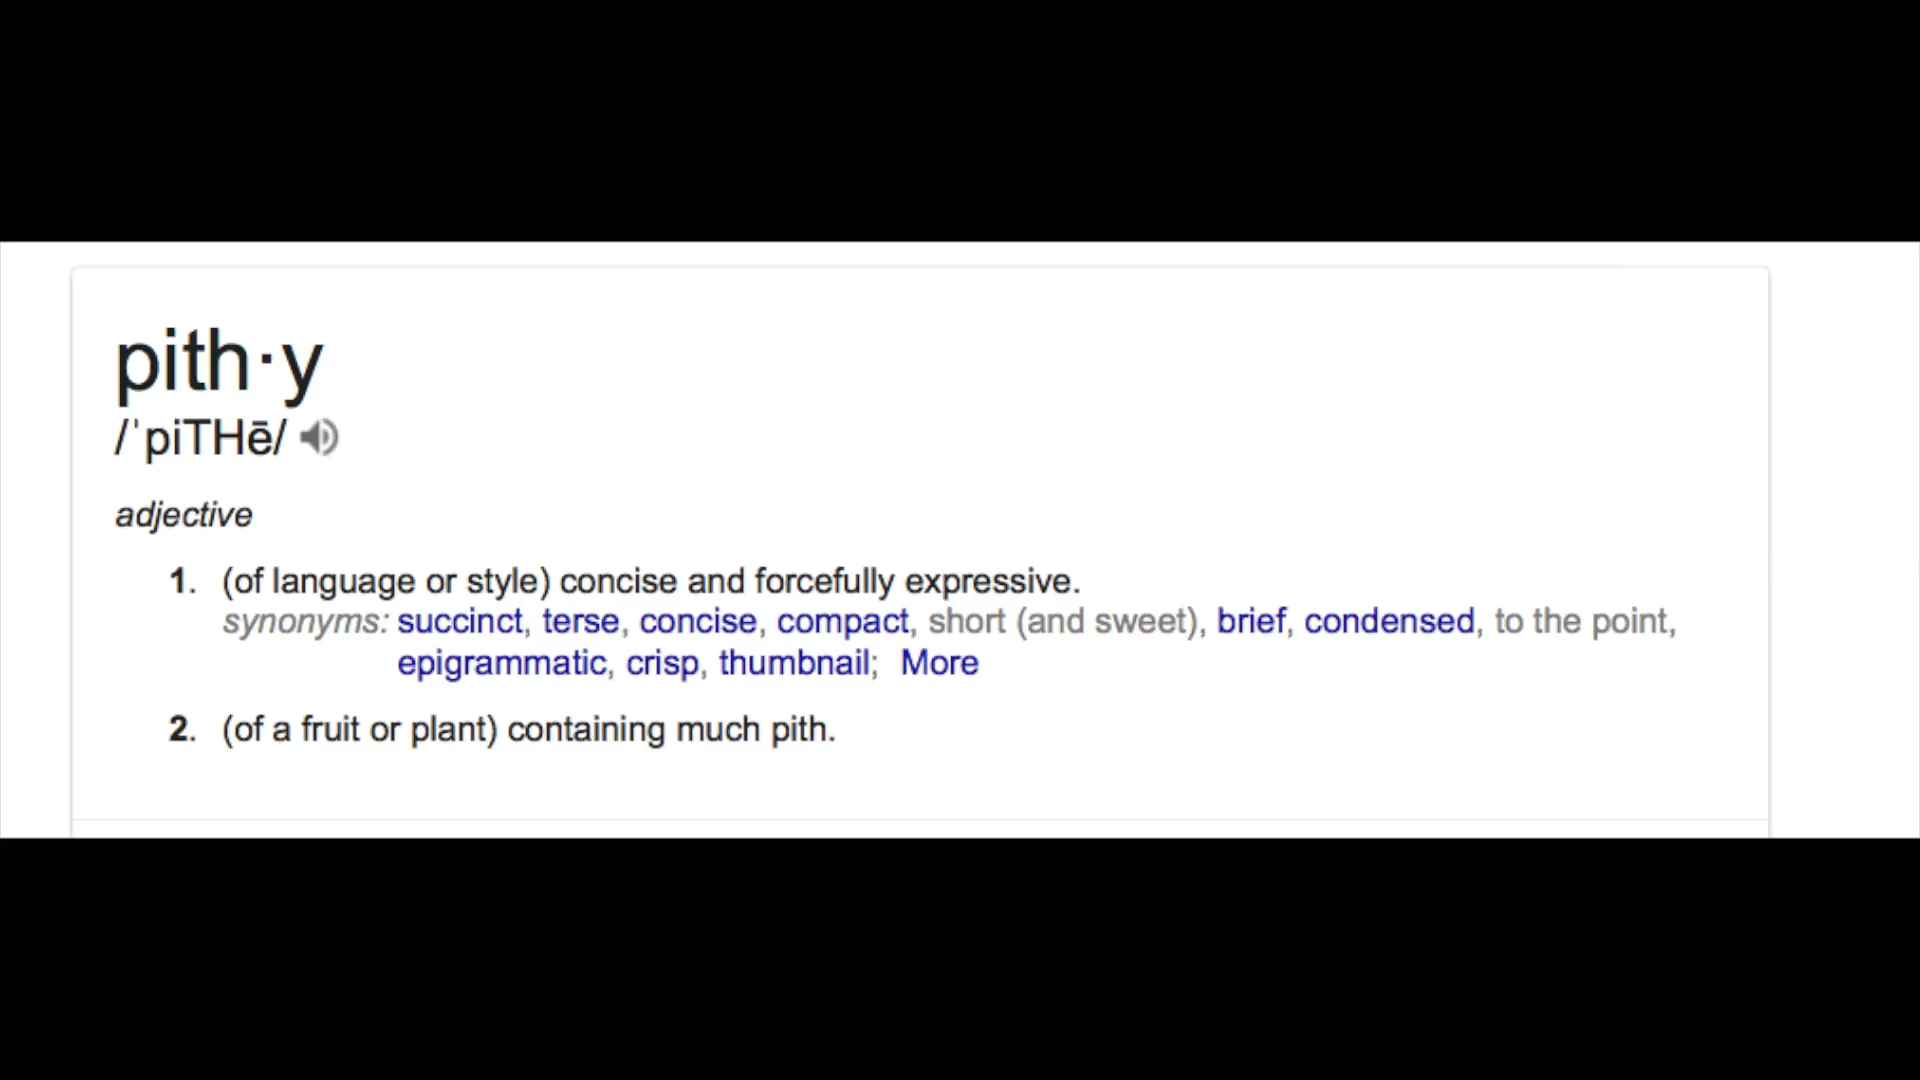 pith·y
/ˈpiTHē/
adjective
1. (of language or style) concise and forcefully expressive.
synonyms: succinct, terse, concise, compact, short (and sweet), brief, condensed, to the point,
epigrammatic, crisp, thumbnail; More
2. (of a fruit or plant) containing much pith.